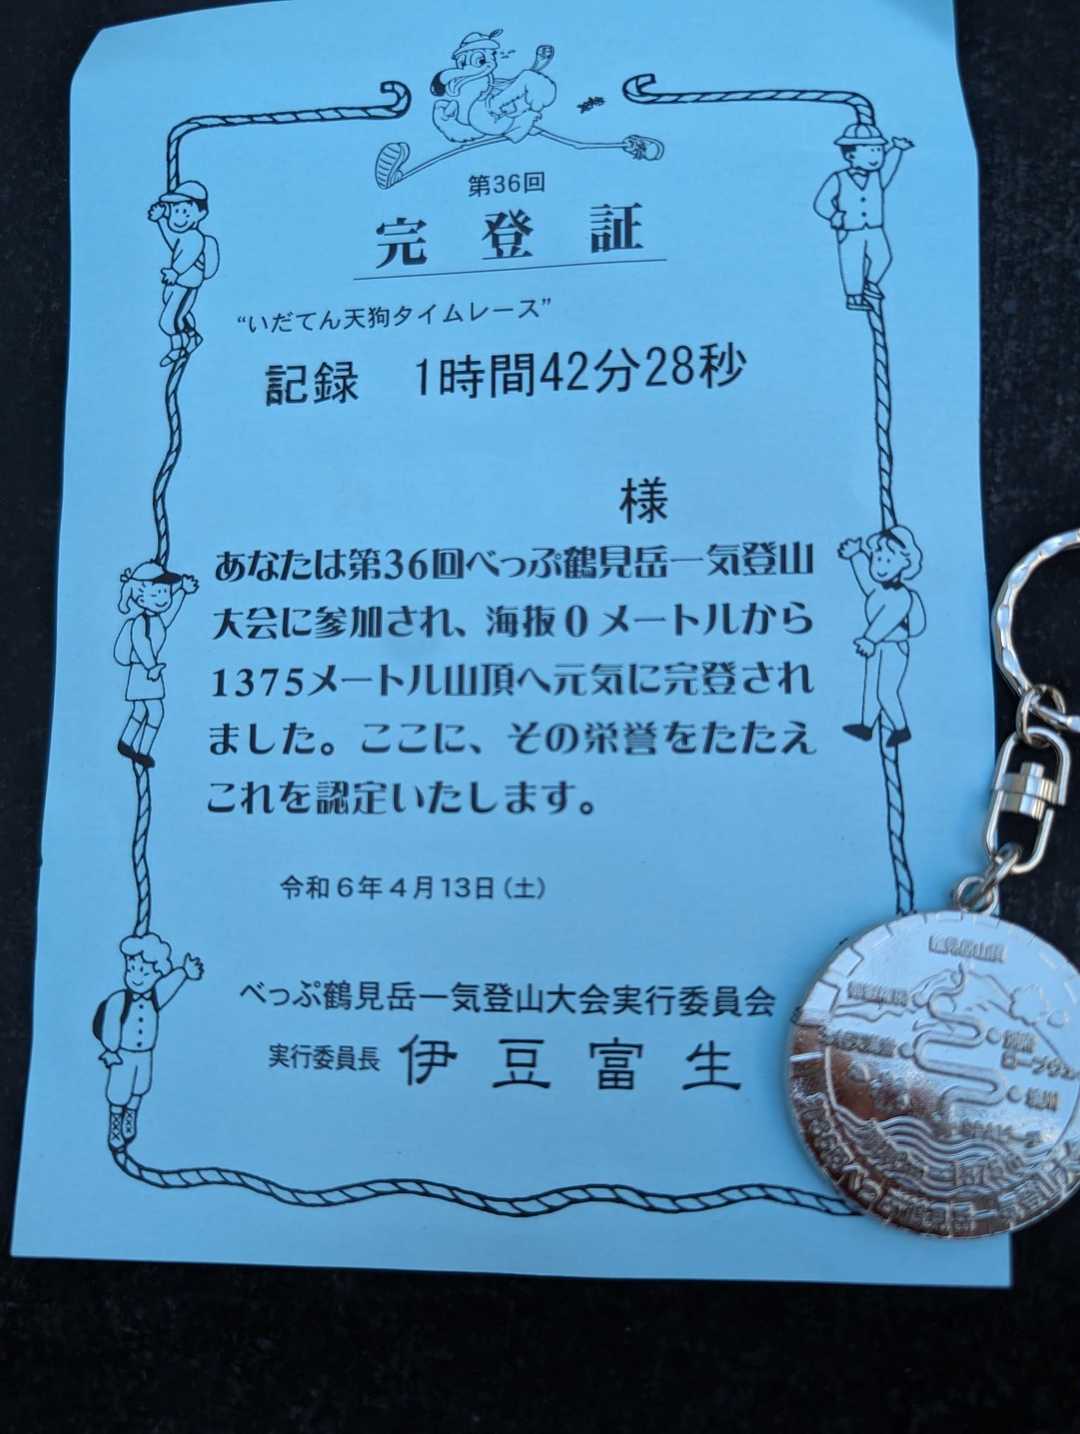 第36回
完登証
“いだてん天狗タイムレース”
記録 1時間42分28秒
様
あなたは第36回べっぷ鶴見岳一気登山
大会に参加され、海抜0メートルから
1375メートル山頂へ元気に完登され
ました。ここに、その栄誉をたたえ
これを認定いたします。
令和6年4月13日(土)
べっぷ鶴見岳一気登山大会実行委員会
実行委員長 伊豆富生
鶴見岳山頂